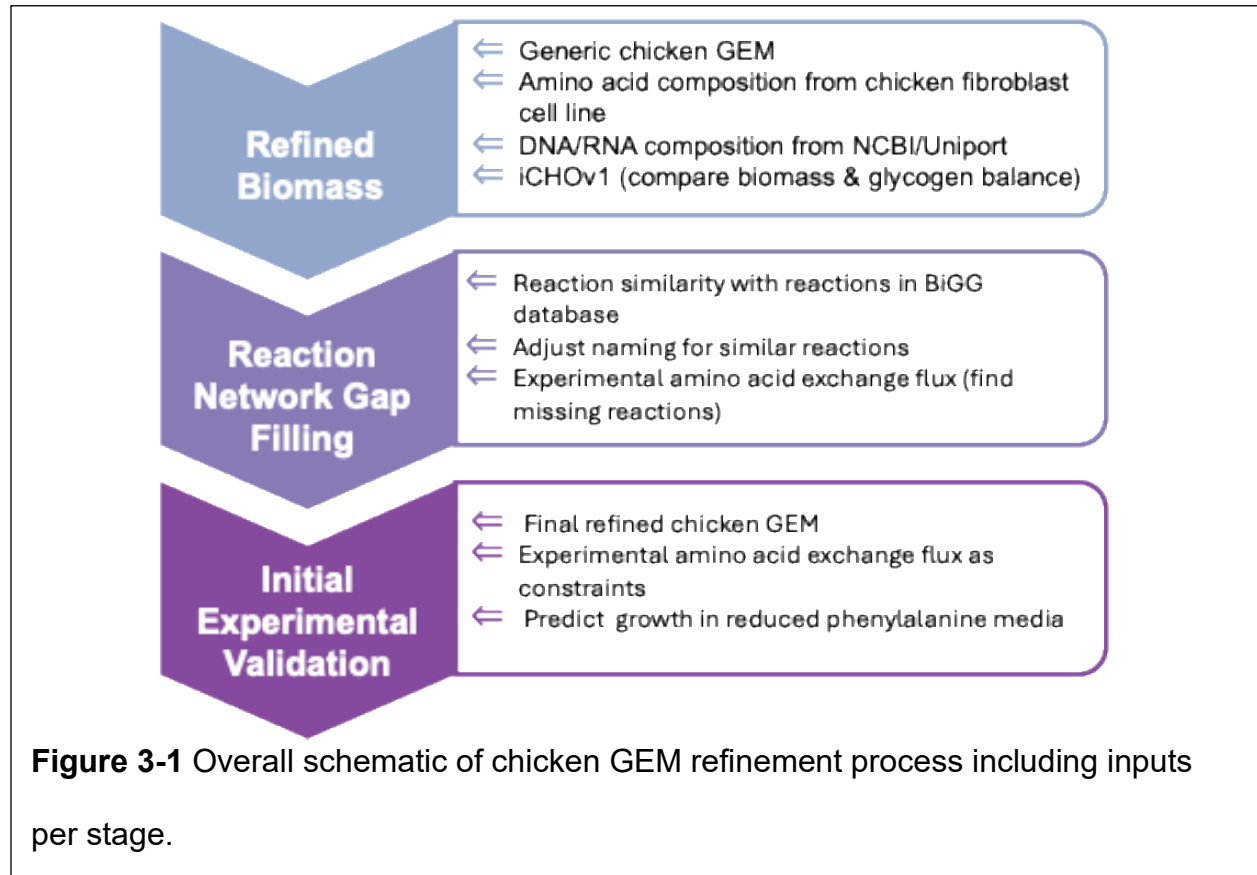 Refined
Biomass
⇐ Generic chicken GEM
⇐ Amino acid composition from chicken fibroblast
cell line
⇐ DNA/RNA composition from NCBI/Uniport
⇐ iCHOv1 (compare biomass & glycogen balance)
Reaction
Network Gap
Filling
⇐ Reaction similarity with reactions in BiGG
database
⇐ Adjust naming for similar reactions
⇐ Experimental amino acid exchange flux (find
missing reactions)
Initial
Experimental
Validation
⇐ Final refined chicken GEM
⇐ Experimental amino acid exchange flux as
constraints
⇐ Predict growth in reduced phenylalanine media
Figure 3-1 Overall schematic of chicken GEM refinement process including inputs
per stage.